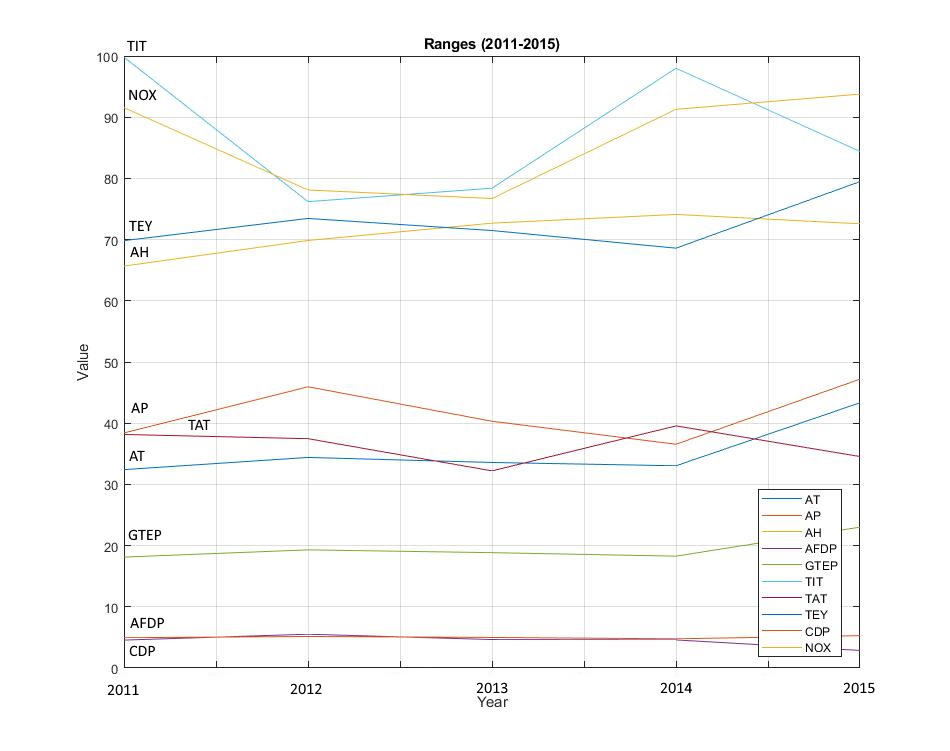 Ranges (2011-2015)
TIT
100
NOX
90
80
TEY
70
AH
60
50
Value
AP
40
TAT
AT
30
GTEP
20
10
AFDP
CDP
0
AT
AP
AH
AFDP
GTEP
TIT
TAT
TEY
CDP
NOX
2011 2012 2013 2014 2015
Year